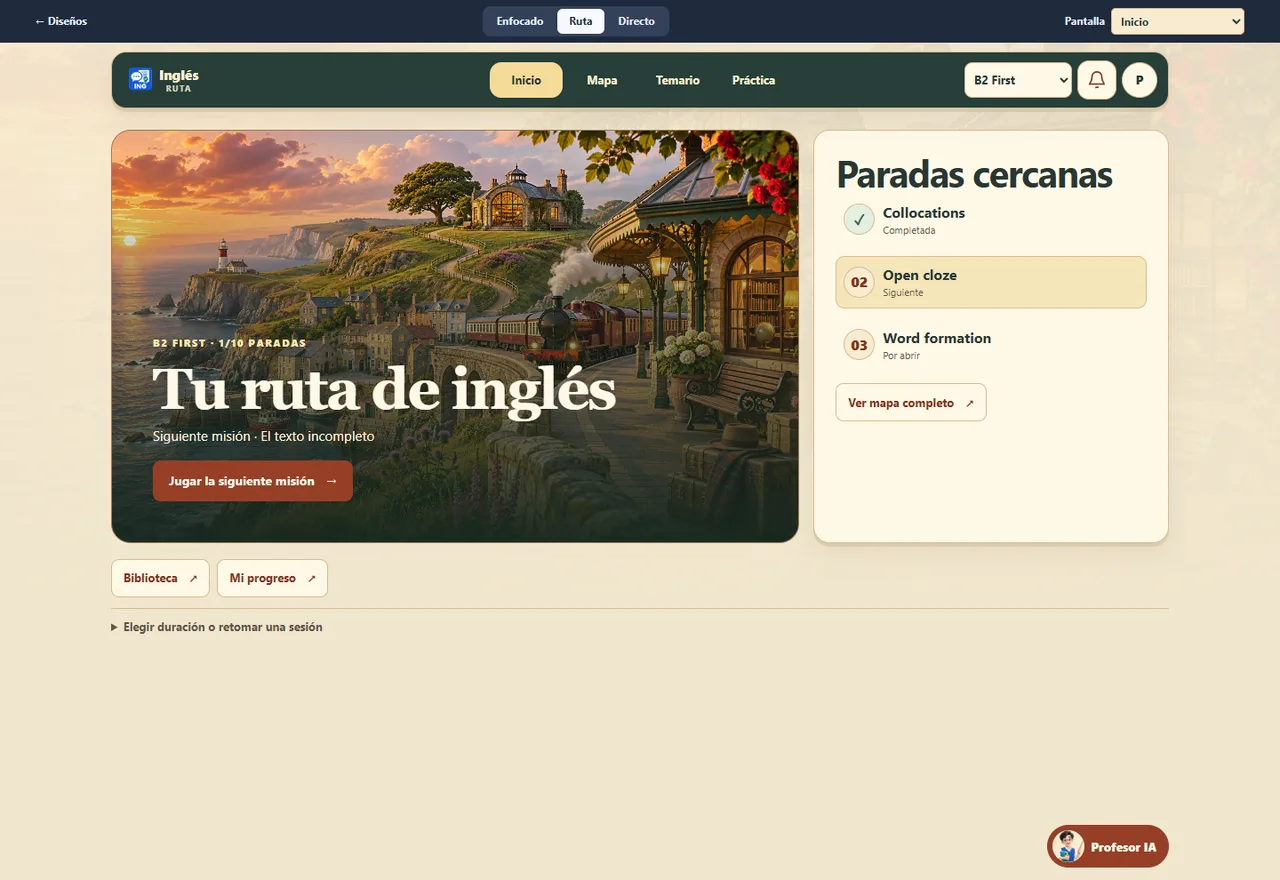 ← Diseños
Enfocado
Ruta
Directo
Pantalla
Inicio
ING
Inglés
RUTA
Inicio
Mapa
Temario
Práctica
B2 First
P
B2 FIRST · 1/10 PARADAS
Tu ruta de inglés
Siguiente misión · El texto incompleto
Jugar la siguiente misión →
Paradas cercanas
✓
Collocations
Completada
02
Open cloze
Siguiente
03
Word formation
Por abrir
Ver mapa completo ↗
Biblioteca ↗
Mi progreso ↗
▶ Elegir duración o retomar una sesión
Profesor IA